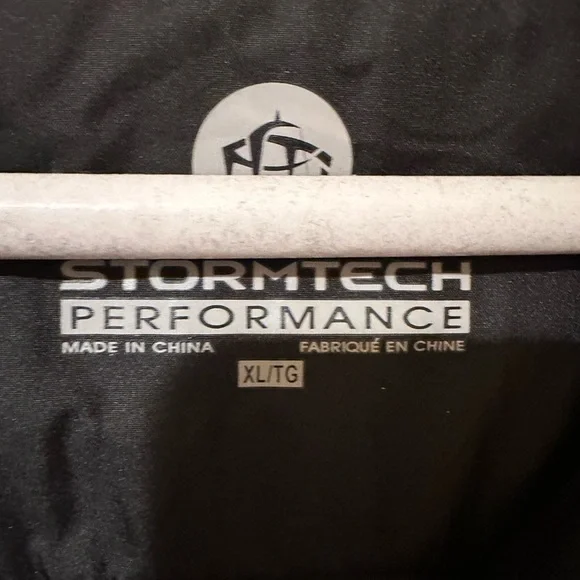 STORMTECH
PERFORMANCE
MADE IN CHINA FABRIQUÉ EN CHINE
XL/TG